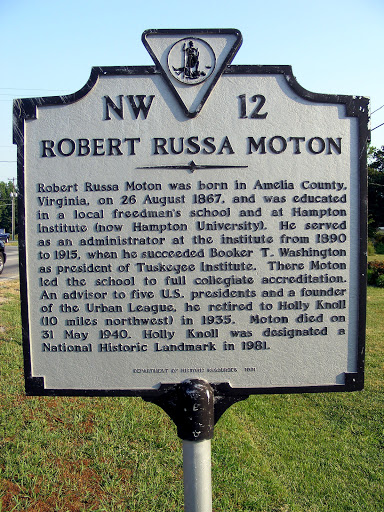 NW 12
ROBERT RUSSA MOTON
Robert Russa Moton was born in Amelia County,
Virginia, on 26 August 1867, and was educated
in a local freedman's school and at Hampton
Institute (now Hampton University). He served
as an administrator at the institute from 1890
to 1915, when he succeeded Booker T. Washington
as president of Tuskegee Institute. There Moton
led the school to full collegiate accreditation.
An advisor to five U.S. presidents and a founder
of the Urban League, he retired to Holly Knoll
(10 miles northwest) in 1935. Moton died on
31 May 1940. Holly Knoll was designated a
National Historic Landmark in 1981.
DEPARTMENT OF HISTORIC RESOURCES